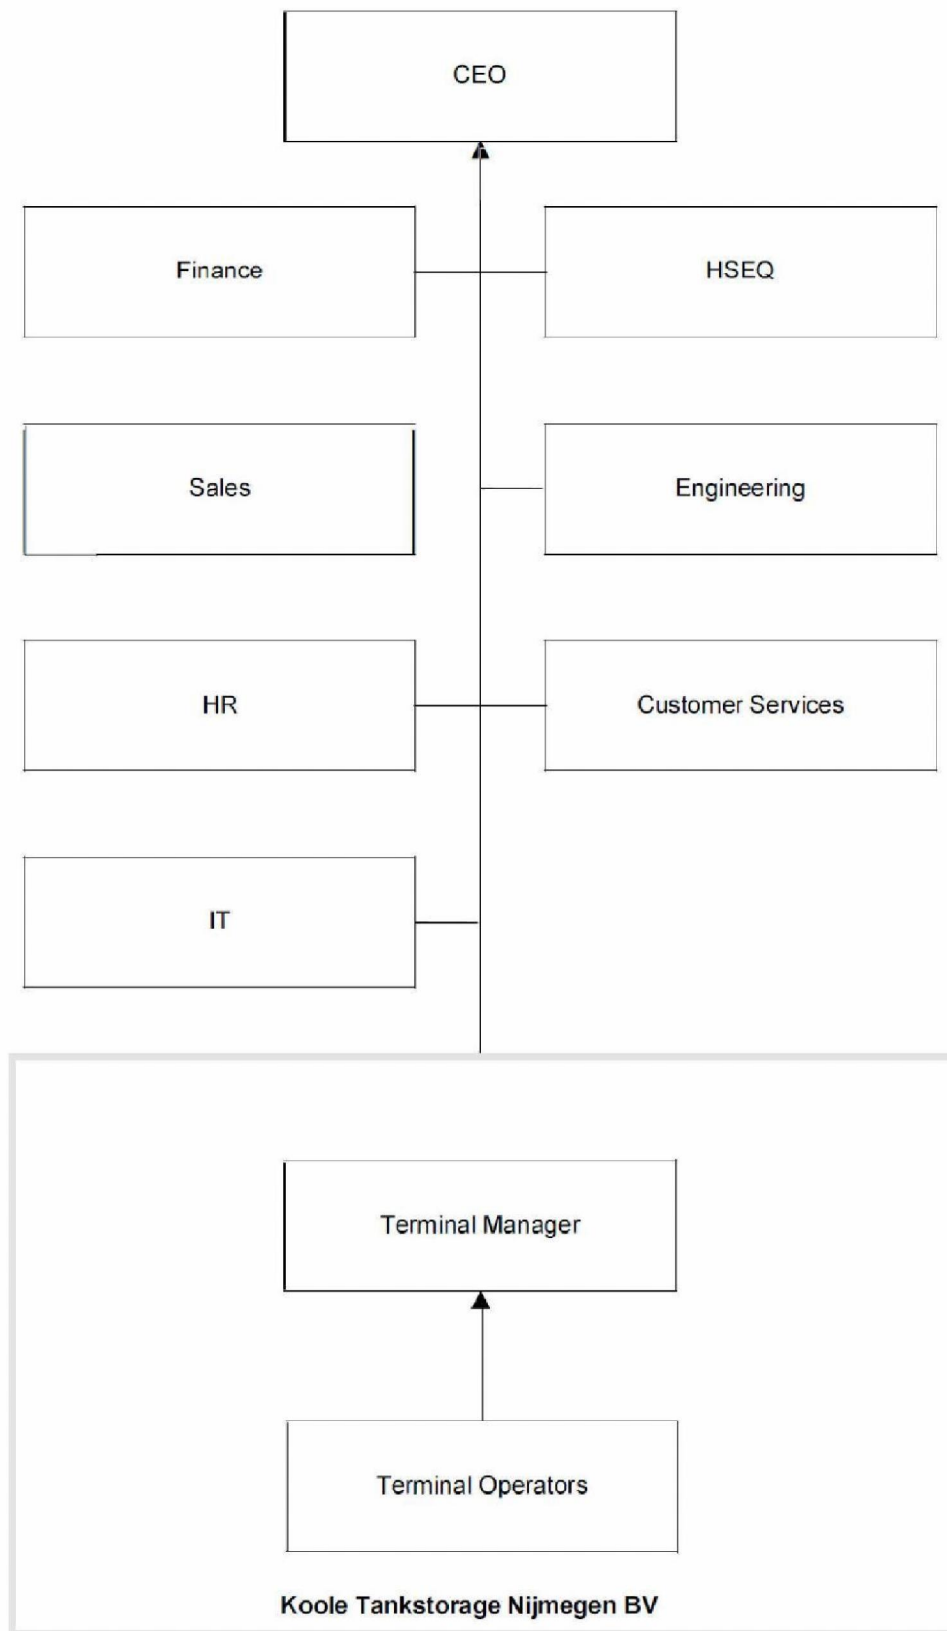 CEO
Finance
HSEQ
Sales
Engineering
HR
Customer Services
IT
Terminal Manager
Terminal Operators
Koole Tankstorage Nijmegen BV